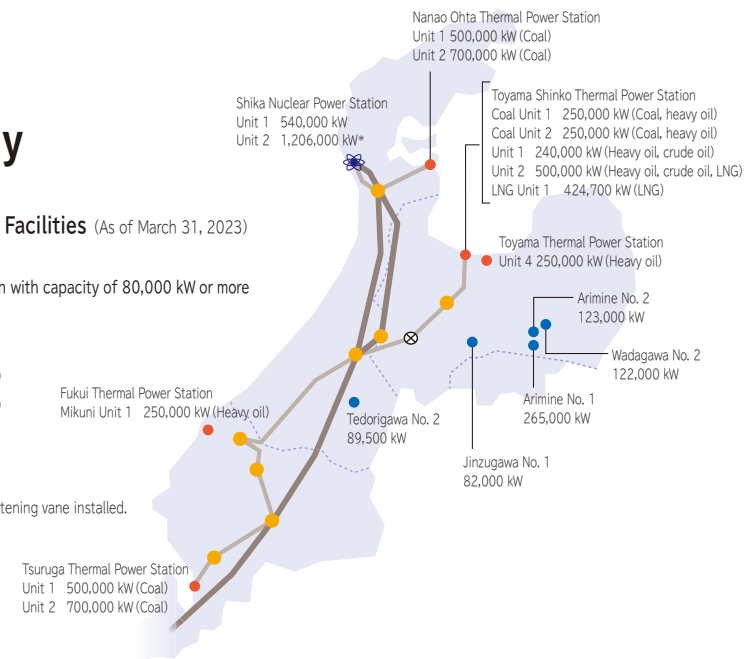 y
Facilities (As of March 31, 2023)
with capacity of 80,000 kW or more
tening vane installed.
Nanao Ohta Thermal Power Station
Unit 1 500,000 kW (Coal)
Unit 2 700,000 kW (Coal)
Shika Nuclear Power Station
Unit 1 540,000 kW
Unit 2 1,206,000 kW*
Toyama Shinko Thermal Power Station
Coal Unit 1 250,000 kW (Coal, heavy oil)
Coal Unit 2 250,000 kW (Coal, heavy oil)
Unit 1 240,000 kW (Heavy oil, crude oil)
Unit 2 500,000 kW (Heavy oil, crude oil, LNG)
LNG Unit 1 424,700 kW (LNG)
Toyama Thermal Power Station
Unit 4 250,000 kW (Heavy oil)
Arimine No. 2
123,000 kW
Wadagawa No. 2
122,000 kW
Arimine No. 1
265,000 kW
Jinzugawa No. 1
82,000 kW
Tedorigawa No. 2
89,500 kW
Fukui Thermal Power Station
Mikuni Unit 1 250,000 kW (Heavy oil)
Tsuruga Thermal Power Station
Unit 1 500,000 kW (Coal)
Unit 2 700,000 kW (Coal)